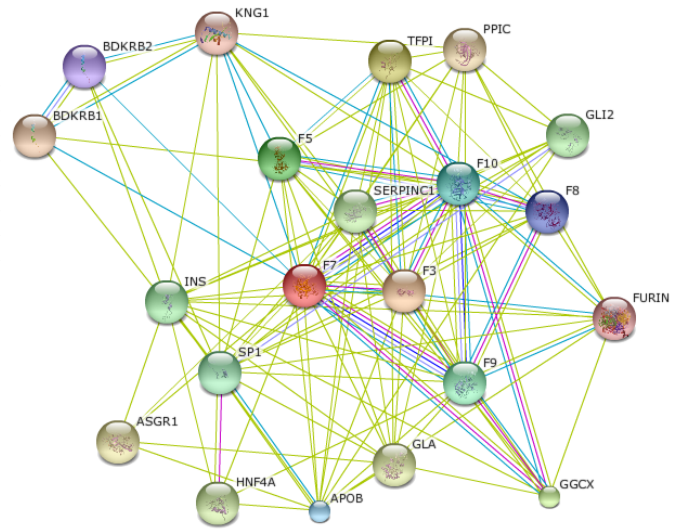 KNG1
BDKRB2
TFPI
PPIC
BDKRB1
GLI2
F5
F10
SERPINC1
F8
F7
F3
INS
FURIN
SP1
F9
ASGR1
GLA
HNF4A
APOB
GGCX